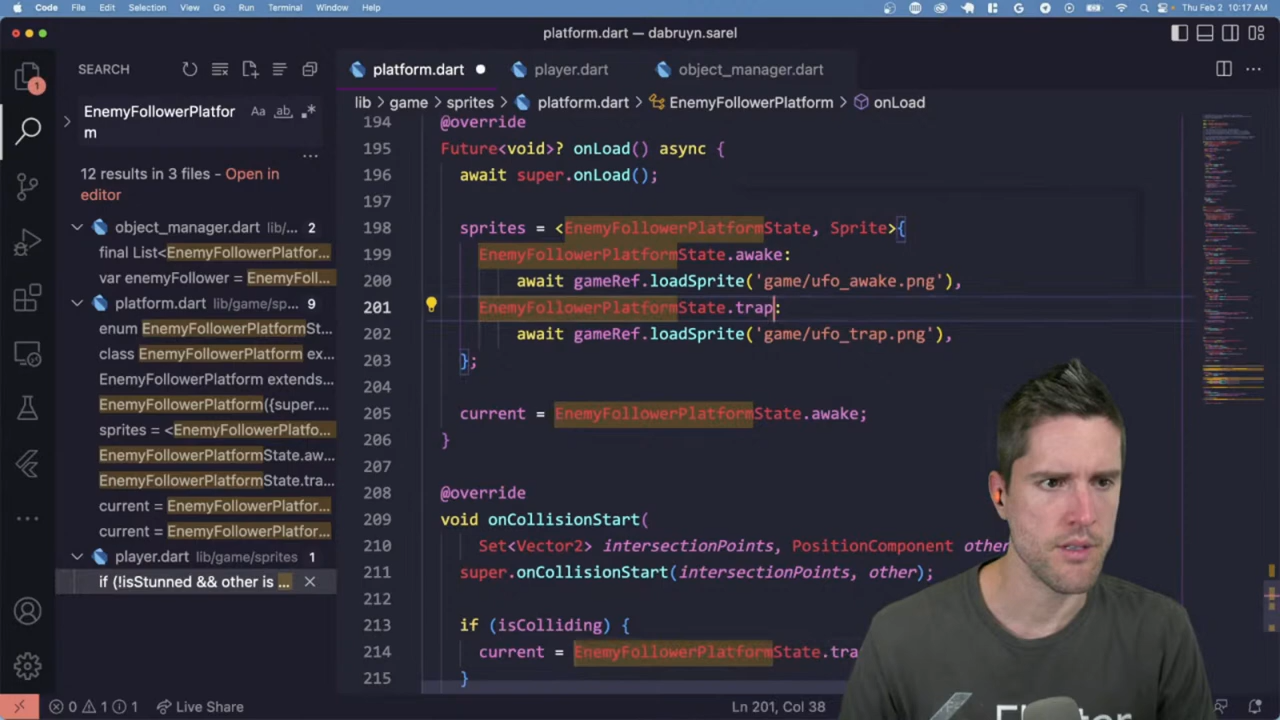 Code File Edit Selection View Go Run Terminal Window Help Thu Feb 2 10:17 AM
platform.dart — dabruyn.sarel
SEARCH
platform.dart player.dart object_manager.dart
EnemyFollowerPlatfor
m
Aa ab
lib > game > sprites > platform.dart > EnemyFollowerPlatform > onLoad
12 results in 3 files - Open in
editor
object_manager.dart lib/... 2
final List<EnemyFollowerPlatform...
var enemyFollower = EnemyFoll...
platform.dart lib/game/sp... 9
enum EnemyFollowerPlatformSt...
class EnemyFollowerPlatform ex...
EnemyFollowerPlatform extends...
EnemyFollowerPlatform({super....
sprites = <EnemyFollowerPlatfo...
EnemyFollowerPlatformState.aw...
EnemyFollowerPlatformState.tra...
current = EnemyFollowerPlatfor...
current = EnemyFollowerPlatfor...
player.dart lib/game/sprites 1
if (!isStunned && other is ...
1
194 @override
195 Future<void>? onLoad() async {
196 await super.onLoad();
197
198 sprites = <EnemyFollowerPlatformState, Sprite>{
199 EnemyFollowerPlatformState.awake:
200 await gameRef.loadSprite('game/ufo_awake.png'),
201 EnemyFollowerPlatformState.trap:
202 await gameRef.loadSprite('game/ufo_trap.png'),
203 };
204
205 current = EnemyFollowerPlatformState.awake;
206 }
207
208 @override
209 void onCollisionStart(
210 Set<Vector2> intersectionPoints, PositionComponent other
211 super.onCollisionStart(intersectionPoints, other);
212
213 if (isColliding) {
214 current = EnemyFollowerPlatformState.tra
215 }
0 1 1 Live Share Ln 201, Col 38